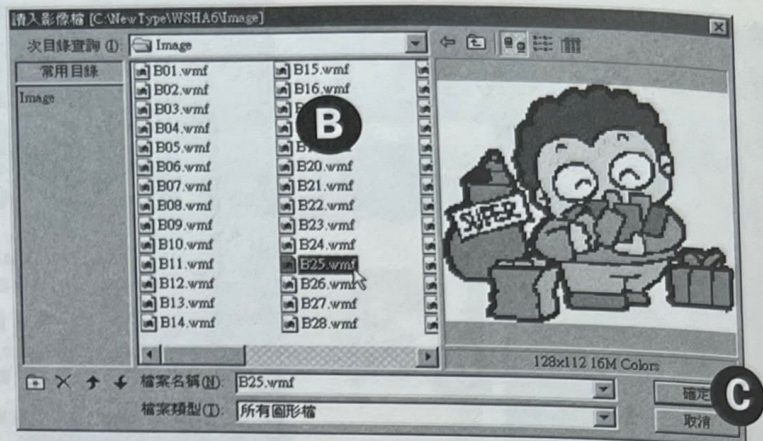 讀入影像檔 [C:\NewType\WSHA6\Image]
次目錄查詢(I): Image
常用目錄
Image
B01.wmf
B02.wmf
B03.wmf
B04.wmf
B05.wmf
B06.wmf
B07.wmf
B08.wmf
B09.wmf
B10.wmf
B11.wmf
B12.wmf
B13.wmf
B14.wmf
B15.wmf
B16.wmf
B
B20.wmf
B21.wmf
B22.wmf
B23.wmf
B24.wmf
B25.wmf
B26.wmf
B27.wmf
B28.wmf
SUPER
128x112 16M Colors
檔案名稱(N): B25.wmf
確定
C
檔案類型(T): 所有圖形檔
取消